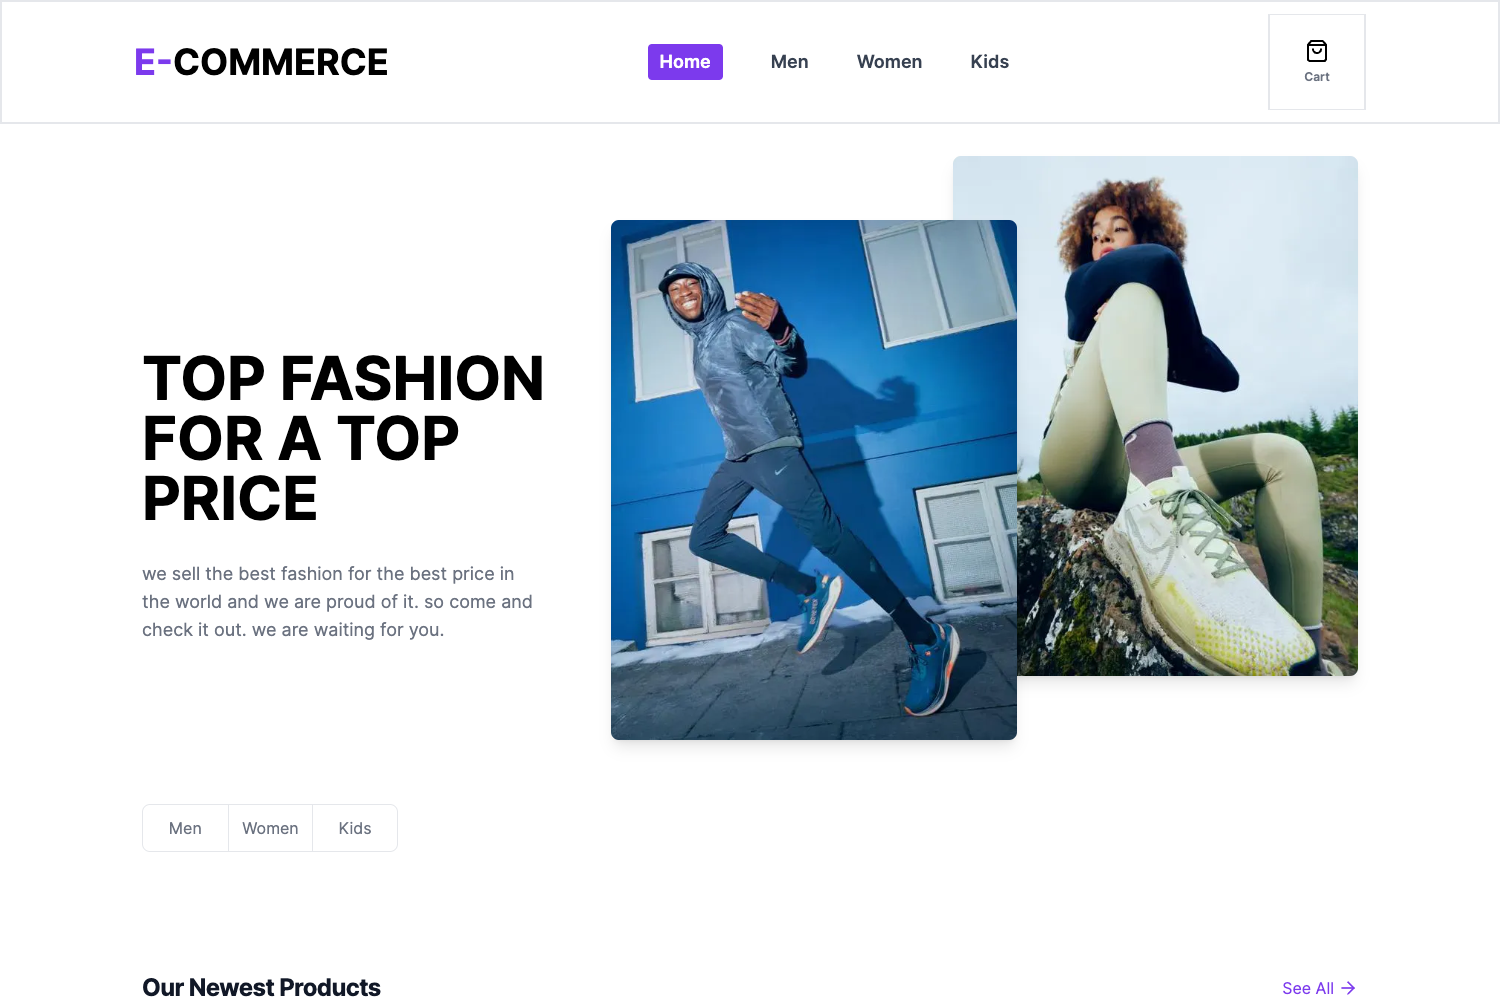 E-COMMERCE
Home
Men
Women
Kids
Cart
TOP FASHION
FOR A TOP
PRICE
we sell the best fashion for the best price in
the world and we are proud of it. so come and
check it out. we are waiting for you.
Men
Women
Kids
Our Newest Products
See All